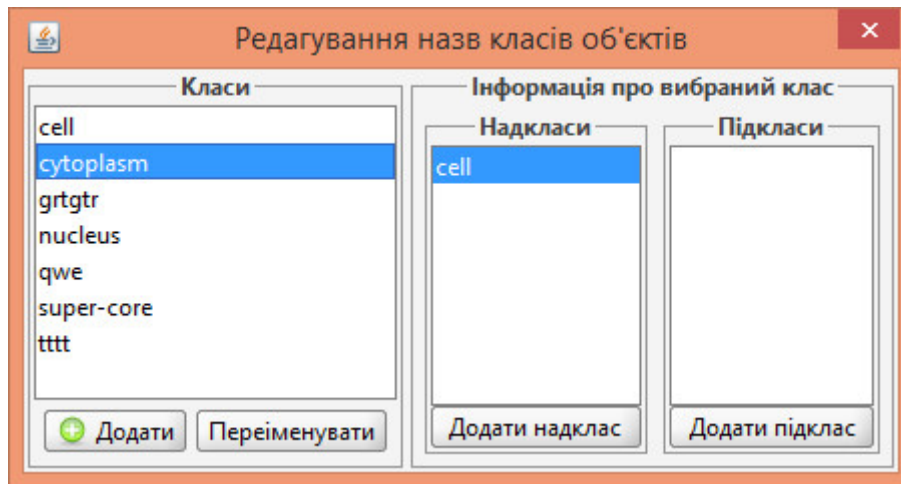 Редагування назв класів об'єктів
Класи
cell
cytoplasm
grtgtr
nucleus
qwe
super-core
tttt
Додати
Переіменувати
Інформація про вибраний клас
Надкласи
cell
Додати надклас
Підкласи
Додати підклас